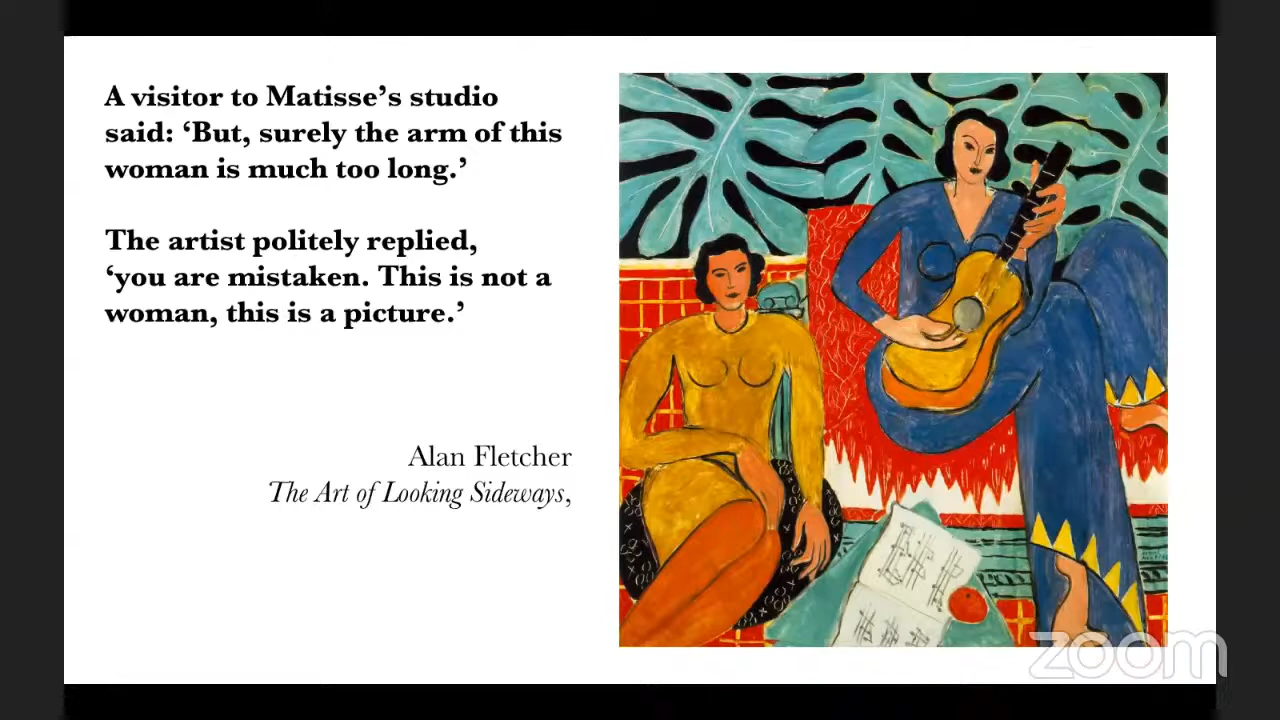 A visitor to Matisse’s studio
said: ‘But, surely the arm of this
woman is much too long.’
The artist politely replied,
‘you are mistaken. This is not a
woman, this is a picture.’
Alan Fletcher
The Art of Looking Sideways,
zoom